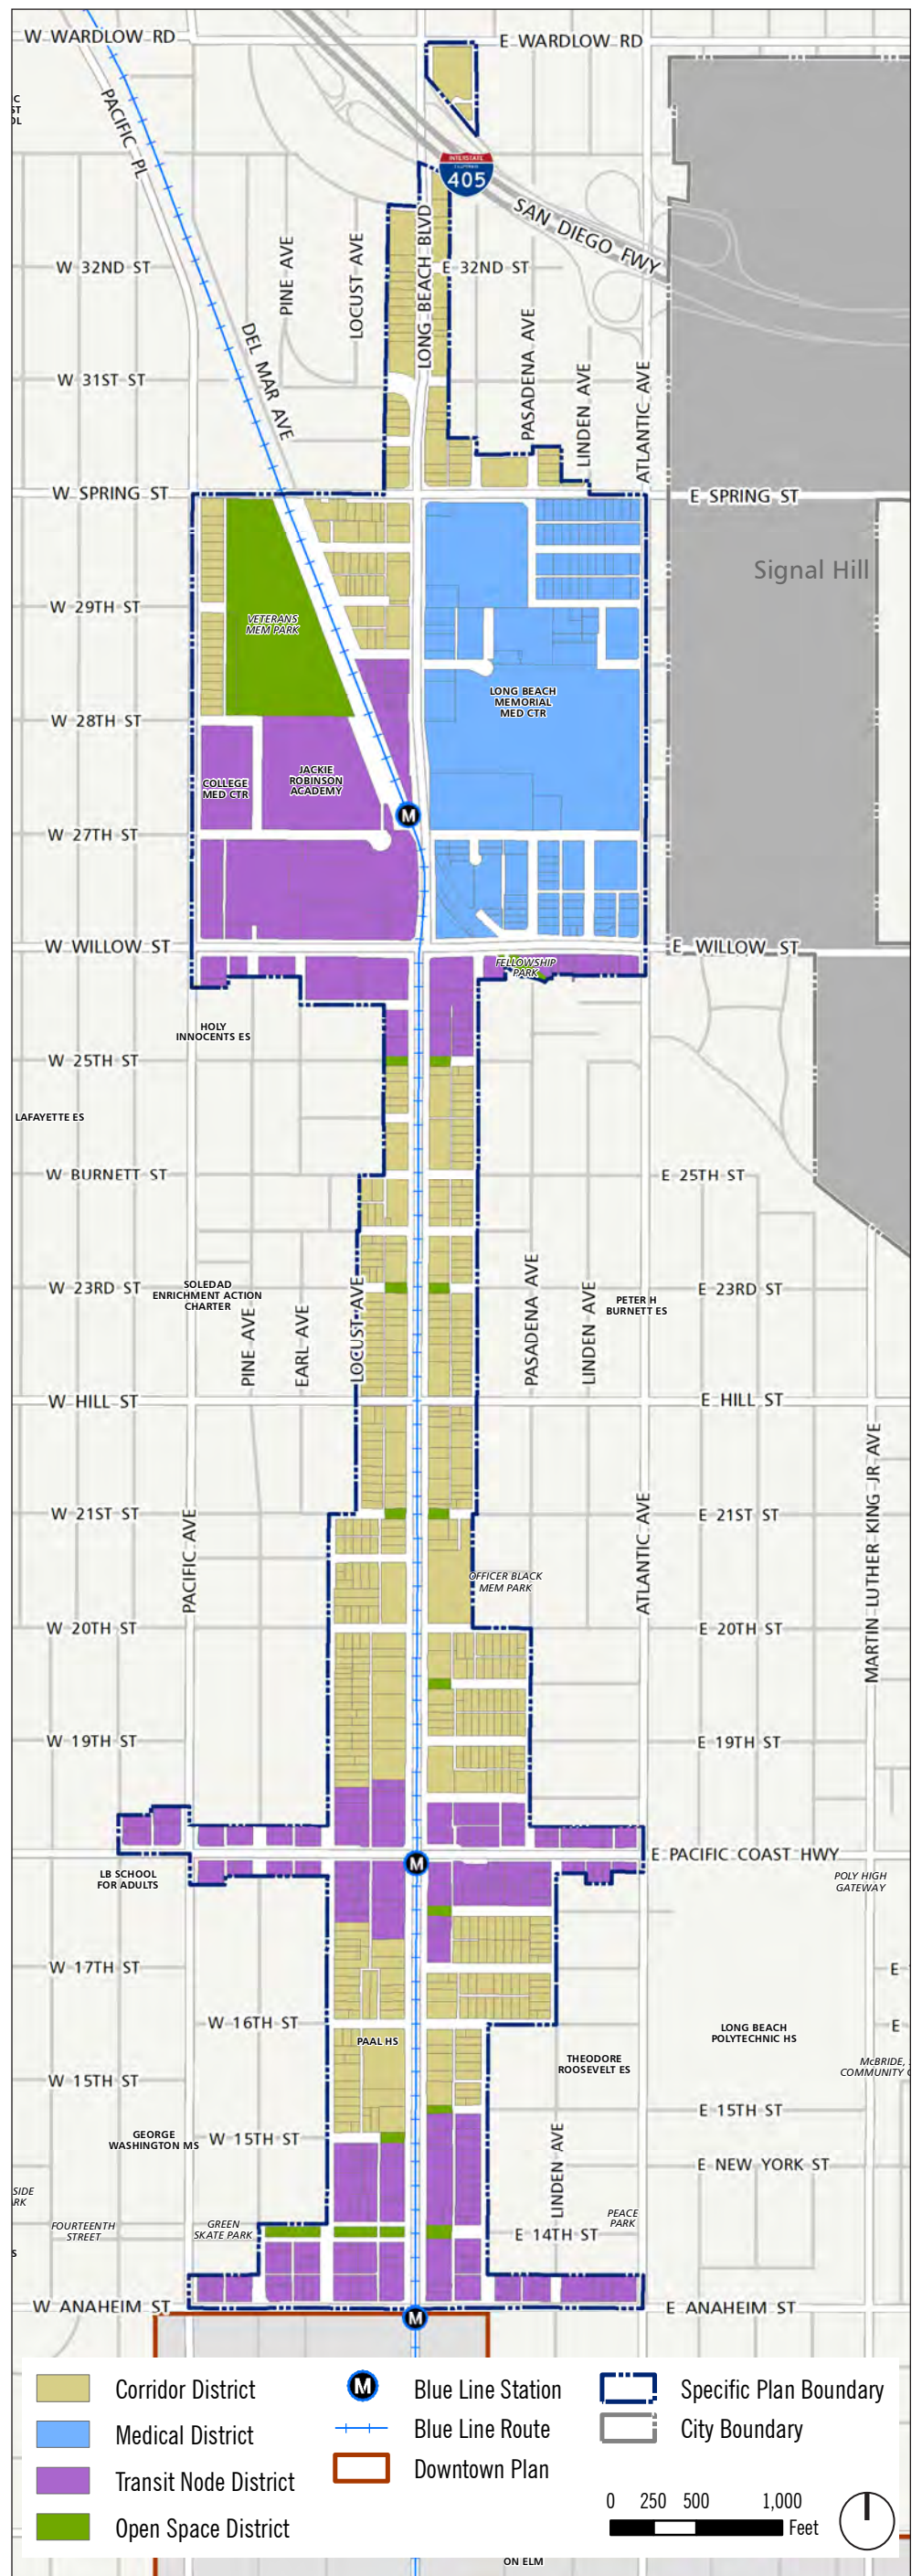 W WARDLOW RD
E WARDLOW RD
C
ST
OL
PACIFIC PL
INTERSTATE
405
SAN DIEGO FWY
PINE AVE
LOCUST AVE
LONG BEACH BLVD
W 32ND ST
E 32ND ST
DEL MAR AVE
PASADENA AVE
LINDEN AVE
ATLANTIC AVE
W 31ST ST
W SPRING ST
E SPRING ST
Signal Hill
W 29TH ST
VETERANS
MEM PARK
LONG BEACH
MEMORIAL
MED CTR
W 28TH ST
COLLEGE
MED CTR
JACKIE
ROBINSON
ACADEMY
M
W 27TH ST
W WILLOW ST
E WILLOW ST
FELLOWSHIP
PARK
HOLY
INNOCENTS ES
W 25TH ST
LAFAYETTE ES
W BURNETT ST
E 25TH ST
W 23RD ST
SOLEDAD
ENRICHMENT ACTION
CHARTER
E 23RD ST
PETER H
BURNETT ES
PINE AVE
EARL AVE
LOCUST AVE
PASADENA AVE
LINDEN AVE
W HILL ST
E HILL ST
W 21ST ST
E 21ST ST
PACIFIC AVE
ATLANTIC AVE
MARTIN LUTHER KING JR AVE
OFFICER BLACK
MEM PARK
W 20TH ST
E 20TH ST
W 19TH ST
E 19TH ST
M
E PACIFIC COAST HWY
LB SCHOOL
FOR ADULTS
POLY HIGH
GATEWAY
W 17TH ST
E
W 16TH ST
E
PAAL HS
LONG BEACH
POLYTECHNIC HS
THEODORE
ROOSEVELT ES
McBRIDE,
COMMUNITY
W 15TH ST
E 15TH ST
GEORGE
WASHINGTON MS
W 15TH ST
E NEW YORK ST
LINDEN AVE
SIDE
RK
FOURTEENTH
STREET
GREEN
SKATE PARK
PEACE
PARK
E 14TH ST
S
W ANAHEIM ST
E ANAHEIM ST
M
Corridor District
Medical District
Transit Node District
Open Space District
M
Blue Line Station
Blue Line Route
Downtown Plan
Specific Plan Boundary
City Boundary
0 250 500 1,000
Feet
ON ELM